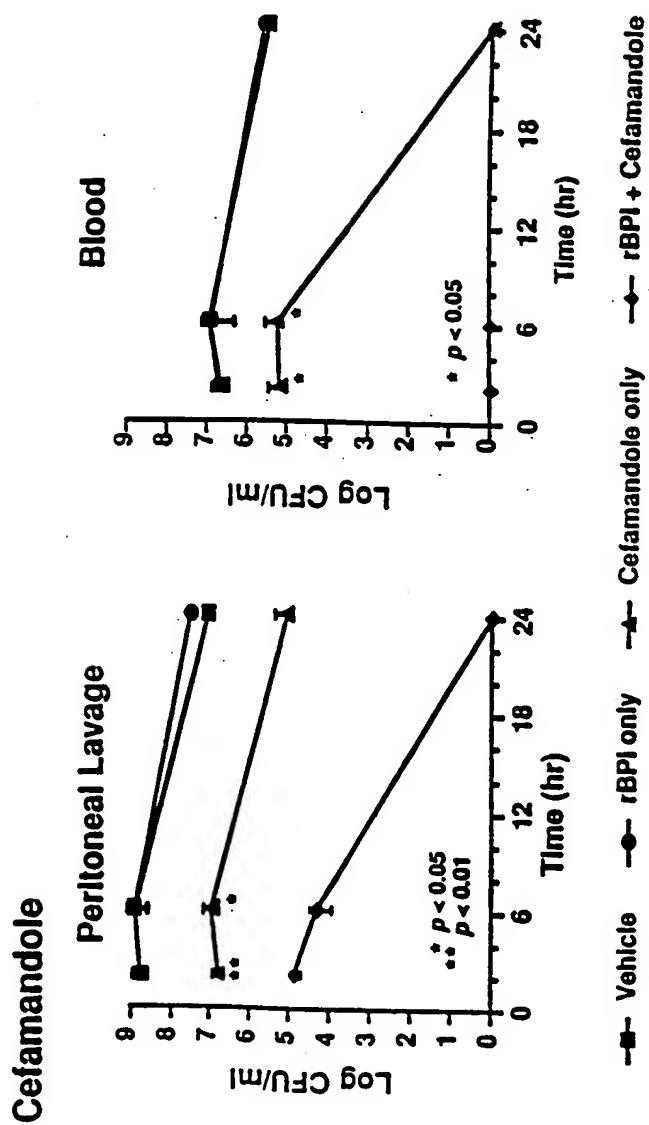 Cefamandole
Peritoneal Lavage
Log CFU/ml
9
8
7
6
5
4
3
2
1
0
**
*
* p < 0.05
** p < 0.01
0
6
12
18
24
Time (hr)
Blood
Log CFU/ml
9
8
7
6
5
4
3
2
1
0
*
*
* p < 0.05
0
6
12
18
24
Time (hr)
Vehicle
rBPI only
Cefamandole only
rBPI + Cefamandole